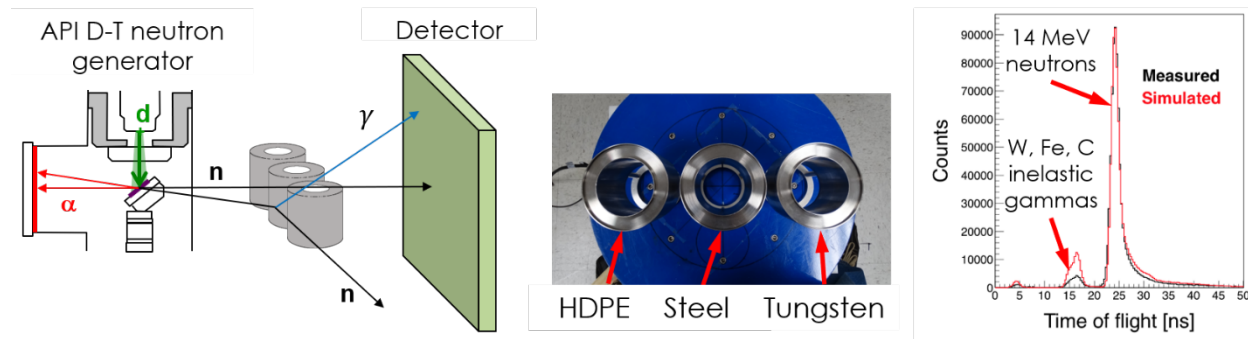 API D-T neutron
generator
d
α
n
γ
n
Detector
HDPE
Steel
Tungsten
90000
80000
70000
60000
50000
40000
30000
20000
10000
0
Counts
14 MeV
neutrons
Measured
Simulated
W, Fe, C
inelastic
gammas
0 5 10 15 20 25 30 35 40 45 50
Time of flight [ns]